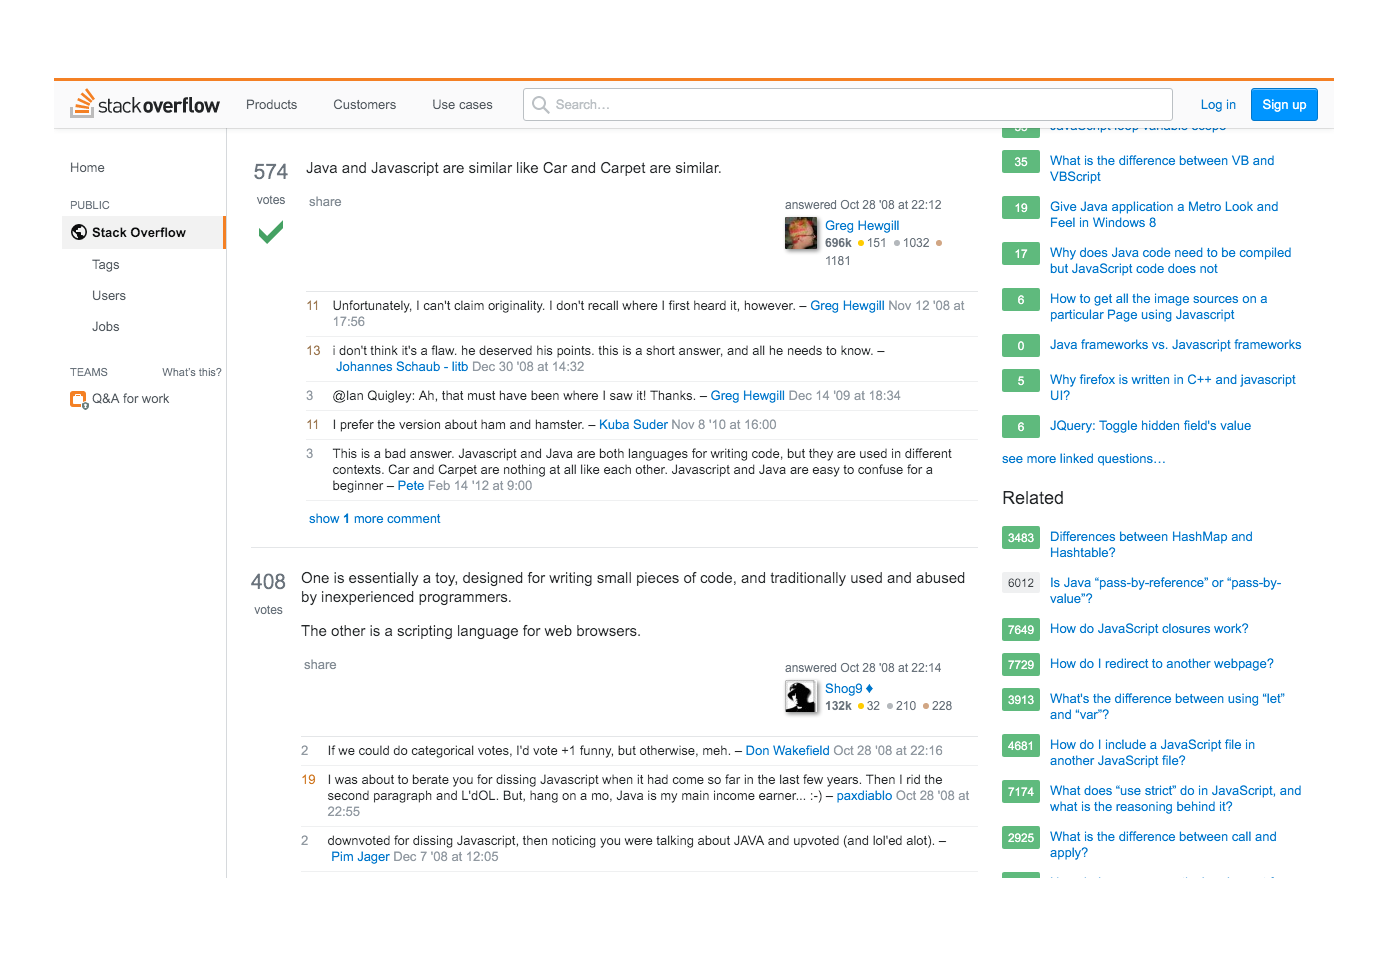 stackoverflow
Products
Customers
Use cases
Search...
Log in
Sign up
Home
PUBLIC
Stack Overflow
Tags
Users
Jobs
TEAMS
What's this?
Q&A for work
574
votes
Java and Javascript are similar like Car and Carpet are similar.
share
answered Oct 28 '08 at 22:12
Greg Hewgill
696k 151 1032
1181
11 Unfortunately, I can't claim originality. I don't recall where I first heard it, however. – Greg Hewgill Nov 12 '08 at
17:56
13 i don't think it's a flaw. he deserved his points. this is a short answer, and all he needs to know. –
Johannes Schaub - litb Dec 30 '08 at 14:32
3 @Ian Quigley: Ah, that must have been where I saw it! Thanks. – Greg Hewgill Dec 14 '09 at 18:34
11 I prefer the version about ham and hamster. – Kuba Suder Nov 8 '10 at 16:00
3 This is a bad answer. Javascript and Java are both languages for writing code, but they are used in different
contexts. Car and Carpet are nothing at all like each other. Javascript and Java are easy to confuse for a
beginner – Pete Feb 14 '12 at 9:00
show 1 more comment
408
votes
One is essentially a toy, designed for writing small pieces of code, and traditionally used and abused
by inexperienced programmers.
The other is a scripting language for web browsers.
share
answered Oct 28 '08 at 22:14
Shog9 ♦
132k 32 210 228
2 If we could do categorical votes, I'd vote +1 funny, but otherwise, meh. – Don Wakefield Oct 28 '08 at 22:16
19 I was about to berate you for dissing Javascript when it had come so far in the last few years. Then I rid the
second paragraph and L'dOL. But, hang on a mo, Java is my main income earner... :-) – paxdiablo Oct 28 '08 at
22:55
2 downvoted for dissing Javascript, then noticing you were talking about JAVA and upvoted (and lol'ed alot). –
Pim Jager Dec 7 '08 at 12:05
JavaScript loop variable scope
35 What is the difference between VB and
VBScript
19 Give Java application a Metro Look and
Feel in Windows 8
17 Why does Java code need to be compiled
but JavaScript code does not
6 How to get all the image sources on a
particular Page using Javascript
0 Java frameworks vs. Javascript frameworks
5 Why firefox is written in C++ and javascript
UI?
6 JQuery: Toggle hidden field's value
see more linked questions…
Related
3483 Differences between HashMap and
Hashtable?
6012 Is Java “pass-by-reference” or “pass-by-
value”?
7649 How do JavaScript closures work?
7729 How do I redirect to another webpage?
3913 What's the difference between using “let”
and “var”?
4681 How do I include a JavaScript file in
another JavaScript file?
7174 What does “use strict” do in JavaScript, and
what is the reasoning behind it?
2925 What is the difference between call and
apply?